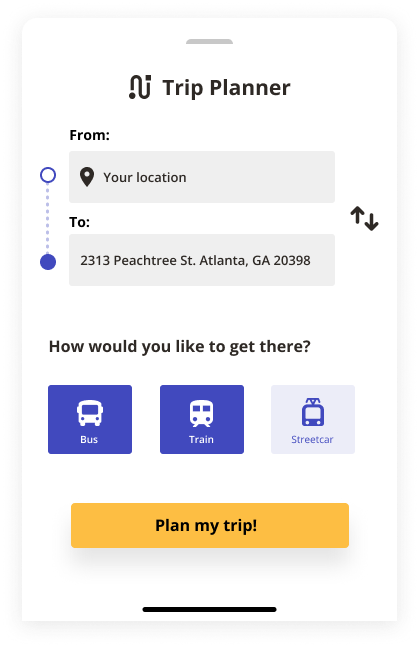 Trip Planner
From:
Your location
To:
2313 Peachtree St. Atlanta, GA 20398
How would you like to get there?
Bus
Train
Streetcar
Plan my trip!